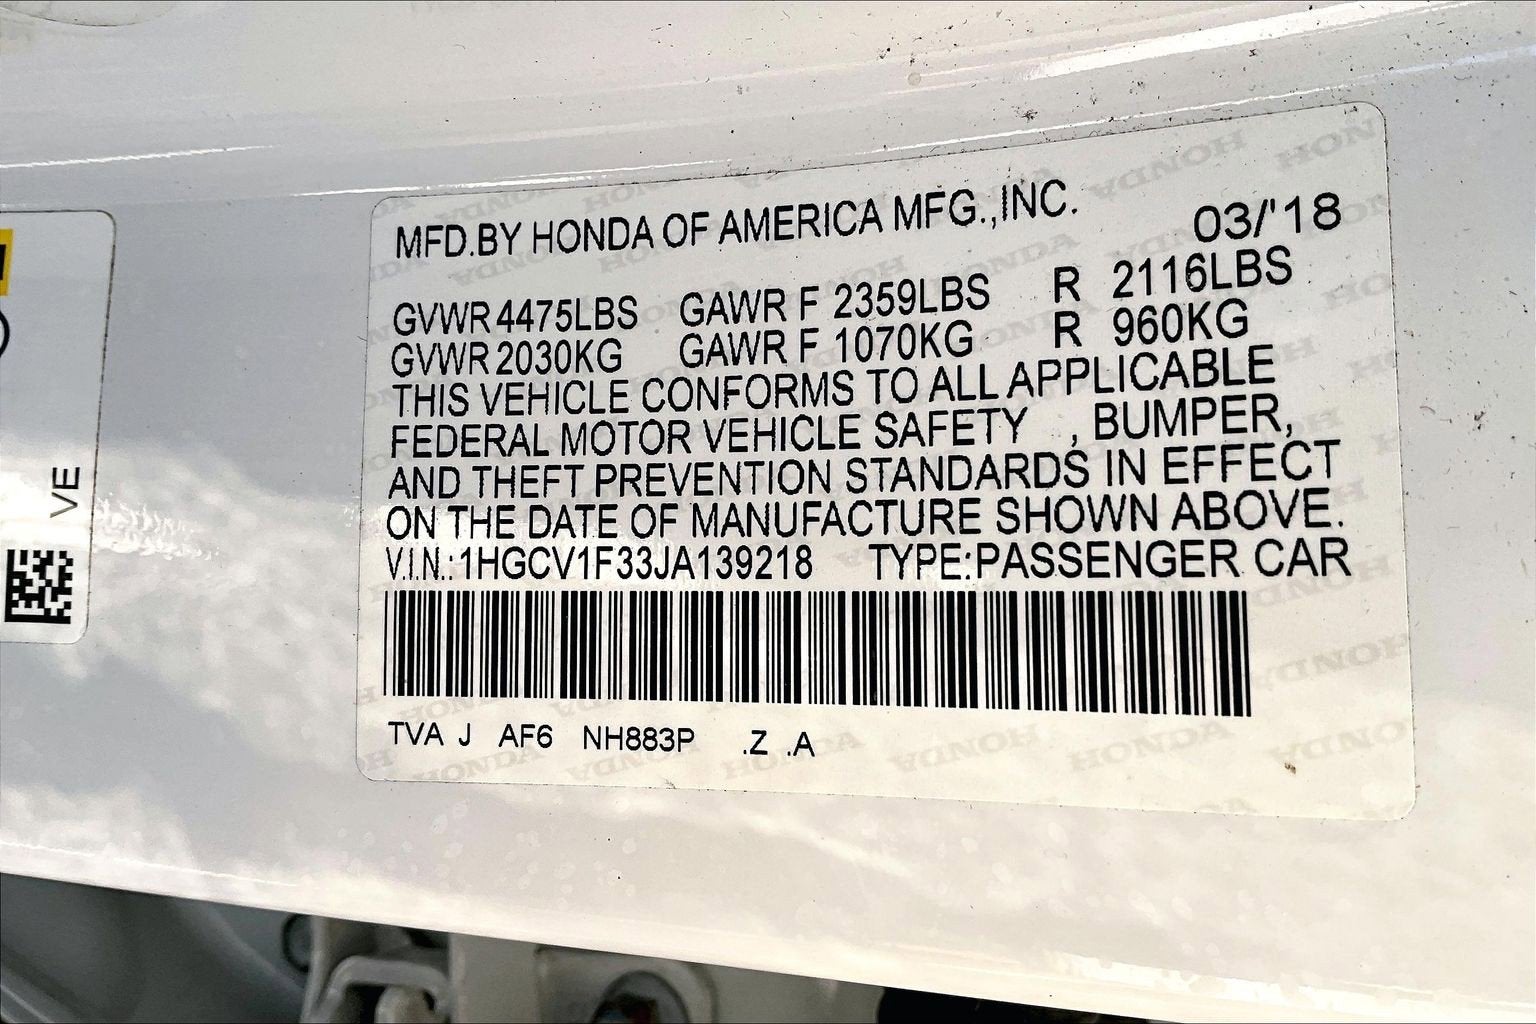 MFD.BY HONDA OF AMERICA MFG.,INC. 03/'18
GVWR 4475LBS GAWR F 2359LBS R 2116LBS
GVWR 2030KG GAWR F 1070KG R 960KG
THIS VEHICLE CONFORMS TO ALL APPLICABLE
FEDERAL MOTOR VEHICLE SAFETY , BUMPER,
AND THEFT PREVENTION STANDARDS IN EFFECT
ON THE DATE OF MANUFACTURE SHOWN ABOVE.
V.I.N.:1HGCV1F33JA139218 TYPE:PASSENGER CAR
TVA J AF6 NH883P .Z .A
VE